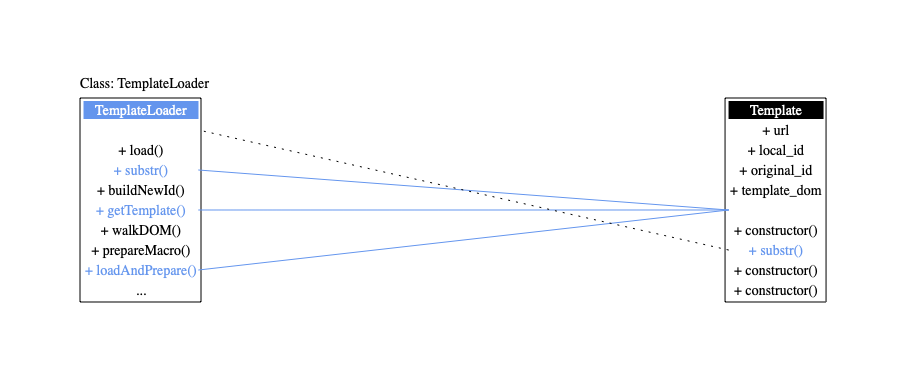 Class: TemplateLoader
TemplateLoader
+ load()
+ substr()
+ buildNewId()
+ getTemplate()
+ walkDOM()
+ prepareMacro()
+ loadAndPrepare()
...
Template
+ url
+ local_id
+ original_id
+ template_dom
+ constructor()
+ substr()
+ constructor()
+ constructor()